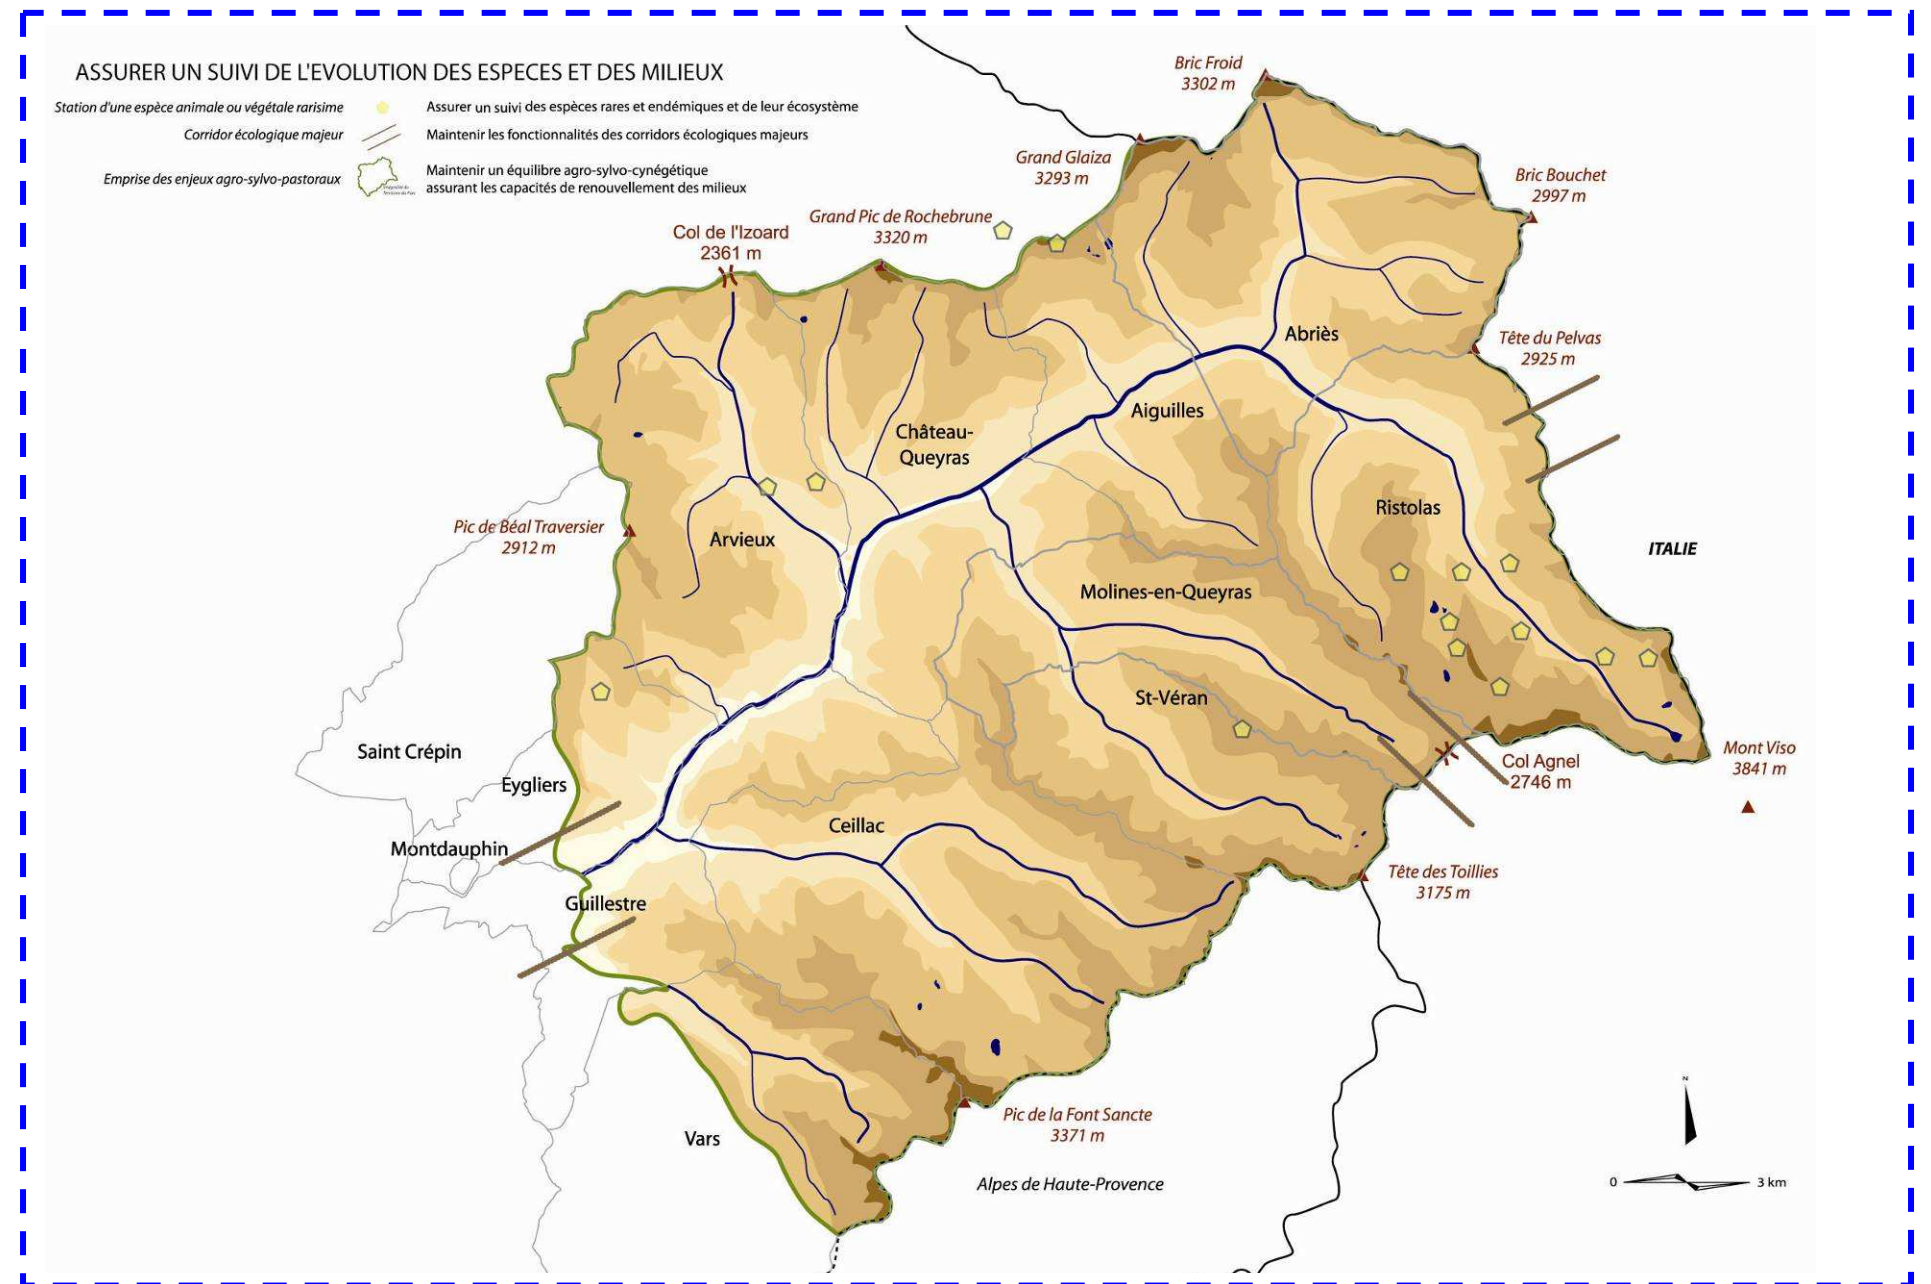 ASSURER UN SUIVI DE L'EVOLUTION DES ESPECES ET DES MILIEUX
Station d'une espèce animale ou végétale rarisime
Assurer un suivi des espèces rares et endémiques et de leur écosystème
Corridor écologique majeur
Maintenir les fonctionnalités des corridors écologiques majeurs
Emprise des enjeux agro-sylvo-pastoraux
Maintenir un équilibre agro-sylvo-cynégétique
assurant les capacités de renouvellement des milieux
Bric Froid
3302 m
Grand Glaiza
3293 m
Bric Bouchet
2997 m
Grand Pic de Rochebrune
3320 m
Col de l'Izoard
2361 m
Abriès
Tête du Pelvas
2925 m
Aiguilles
Château-
Queyras
Ristolas
Pic de Béal Traversier
2912 m
Arvieux
ITALIE
Molines-en-Queyras
St-Véran
Saint Crépin
Eygliers
Col Agnel
2746 m
Mont Viso
3841 m
Ceillac
Montdauphin
Guillestre
Tête des Toillies
3175 m
Pic de la Font Sancte
3371 m
Vars
Alpes de Haute-Provence
N
0
3 km